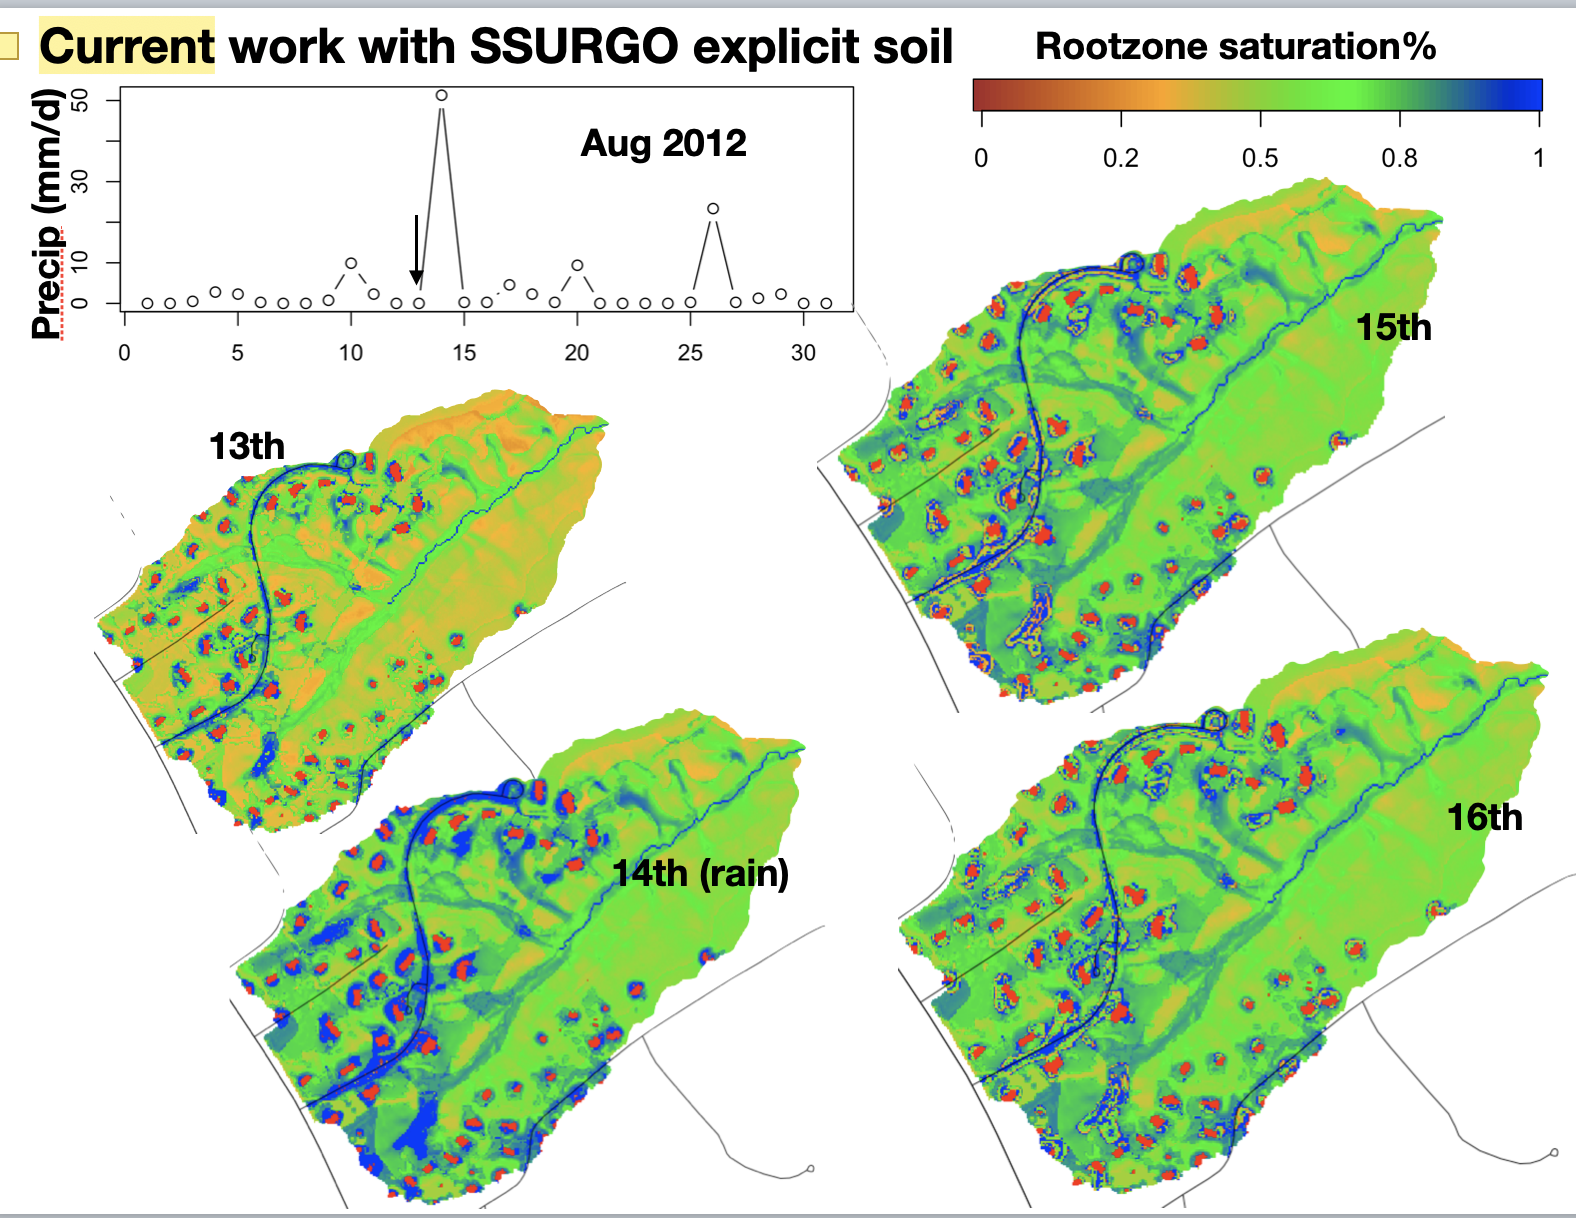 Current work with SSURGO explicit soil
Rootzone saturation%
0 0.2 0.5 0.8 1
Precip (mm/d)
50
30
10
0
Aug 2012
0 5 10 15 20 25 30
15th
13th
16th
14th (rain)